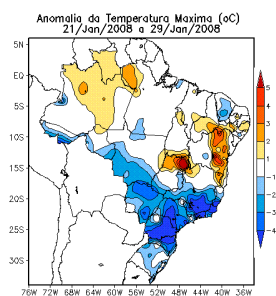 Anomalia da Temperatura Maxima (oC)
21/Jan/2008 a 29/Jan/2008
5N
EQ
5S
10S
15S
20S
25S
30S
76W 72W 68W 64W 60W 56W 52W 48W 44W 40W 36W
5
4
3
2
1
-1
-2
-3
-4